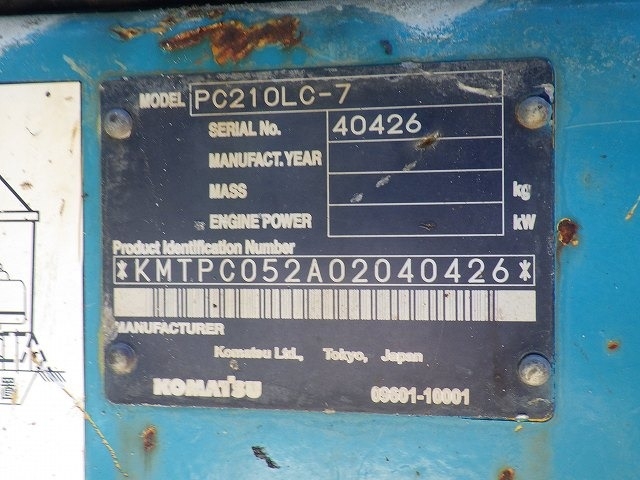 MODEL PC210LC-7
SERIAL No. 40426
MANUFACT. YEAR
MASS kg
ENGINE POWER kW
Product Identification Number
*KMTPC052A02040426*
MANUFACTURER
Komatsu Ltd., Tokyo, Japan
KOMATSU 09601-10001